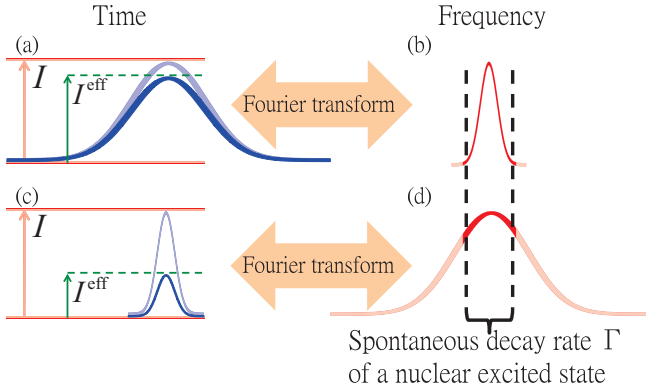 Time
Frequency
(a)
(b)
I
I^eff
Fourier transform
(c)
(d)
I
I^eff
Fourier transform
Spontaneous decay rate Γ
of a nuclear excited state